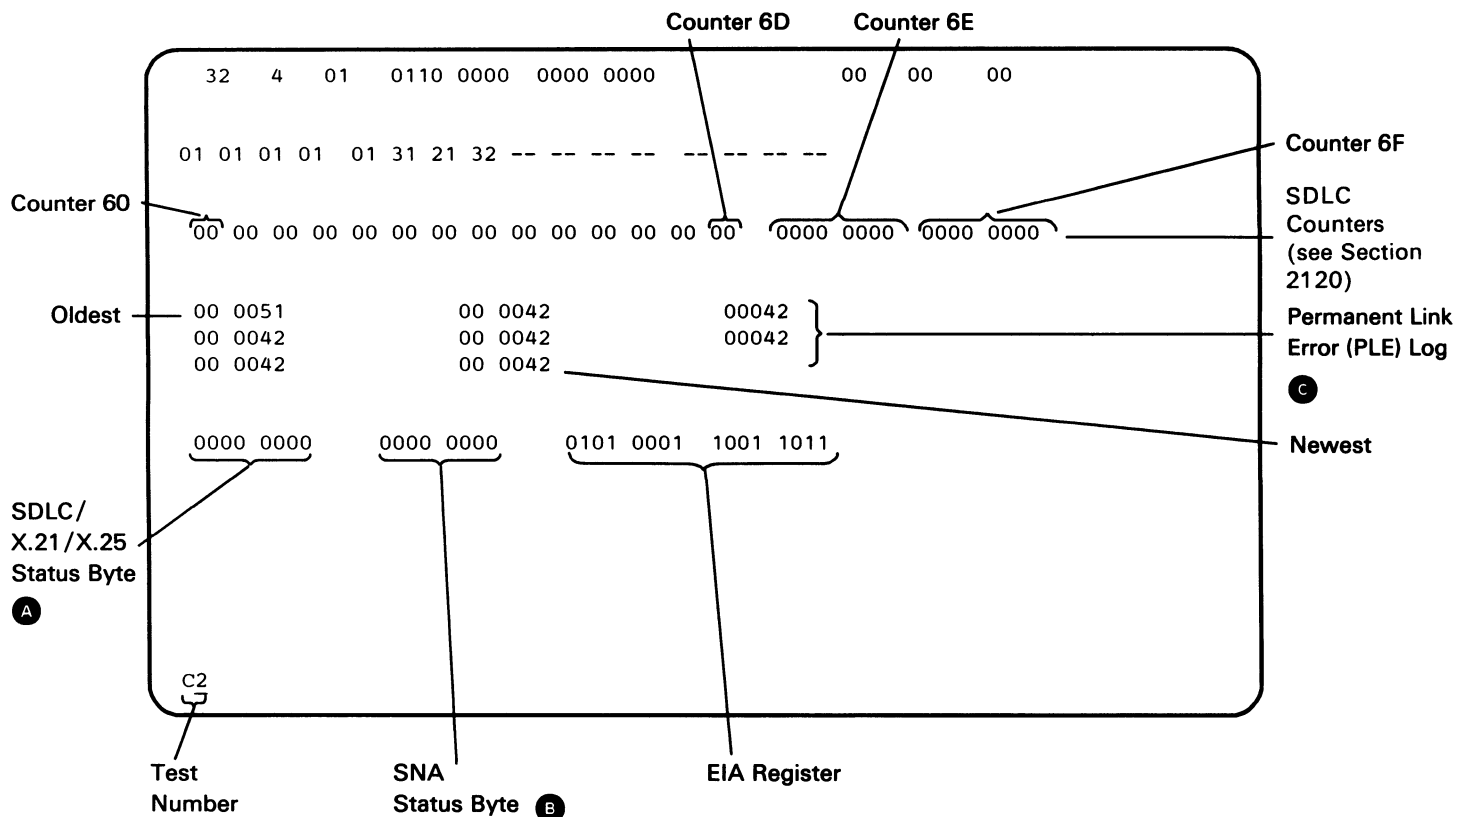 Counter 6D Counter 6E
32 4 01 0110 0000 0000 0000 00 00 00
01 01 01 01 01 31 21 32 -- -- -- -- -- -- -- --
Counter 6F
Counter 60
00 00 00 00 00 00 00 00 00 00 00 00 00 00 0000 0000 0000 0000
SDLC
Counters
(see Section
2120)
Oldest
00 0051 00 0042 00042
00 0042 00 0042 00042
00 0042 00 0042
Permanent Link
Error (PLE) Log
C
Newest
0000 0000 0000 0000 0101 0001 1001 1011
SDLC/
X.21/X.25
Status Byte
A
C2
Test
Number
SNA
Status Byte B
EIA Register